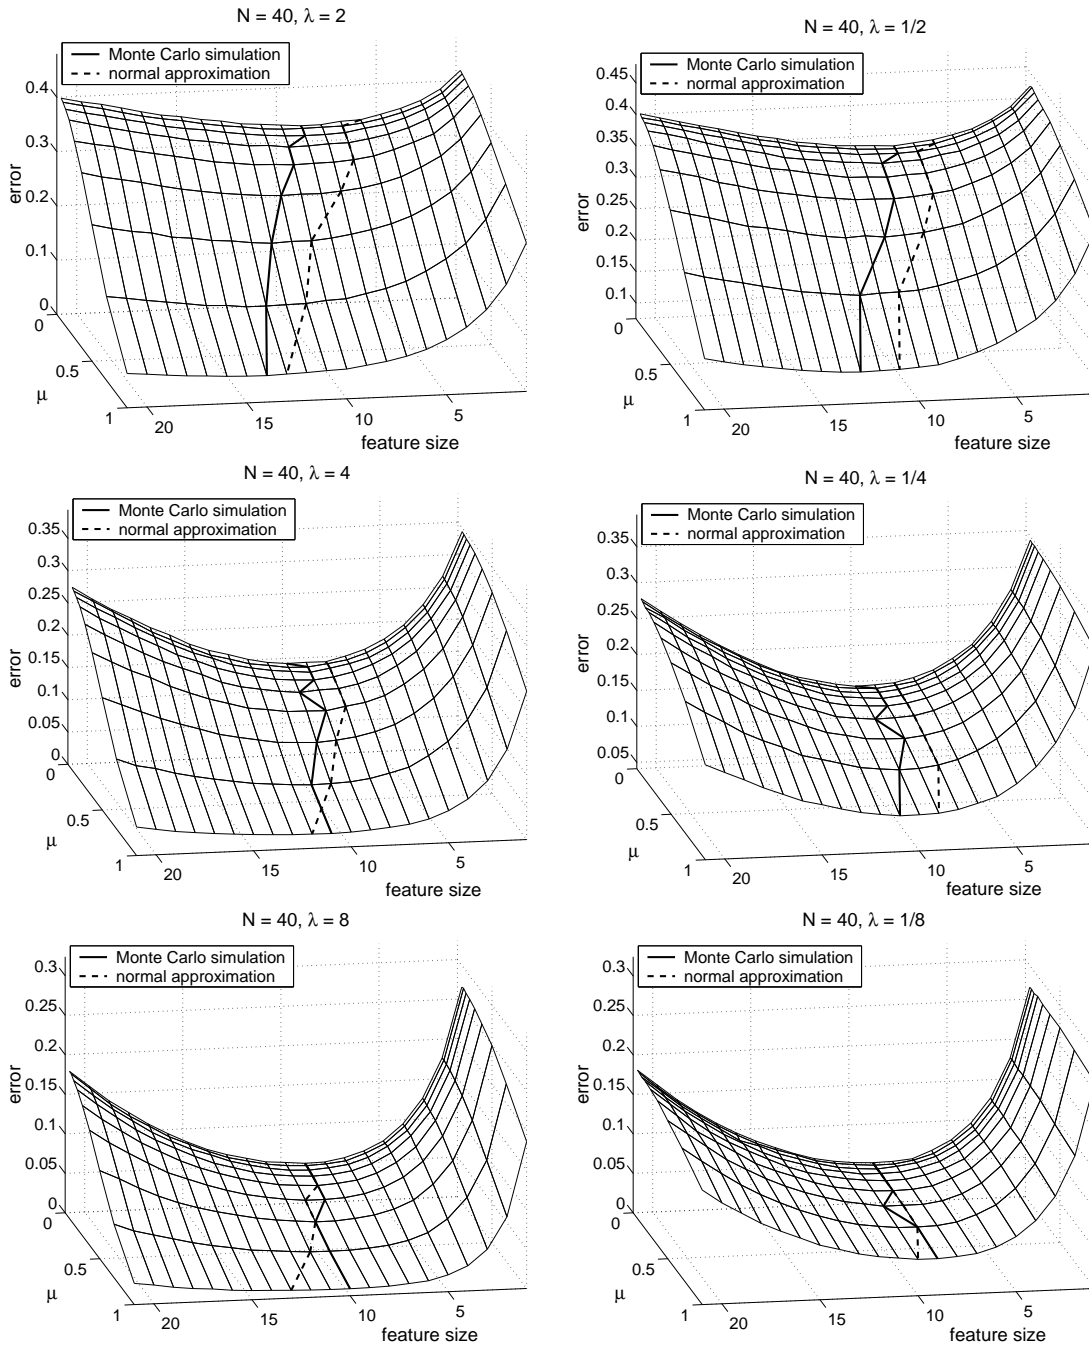 N = 40, λ = 2
Monte Carlo simulation
normal approximation
0.4
0.3
0.2
0.1
0
error
0
0.5
1
μ
20
15
10
5
feature size
N = 40, λ = 1/2
Monte Carlo simulation
normal approximation
0.45
0.4
0.35
0.3
0.25
0.2
0.15
0.1
error
0
0.5
1
μ
20
15
10
5
feature size
N = 40, λ = 4
Monte Carlo simulation
normal approximation
0.35
0.3
0.25
0.2
0.15
0.1
0.05
0
error
0
0.5
1
μ
20
15
10
5
feature size
N = 40, λ = 1/4
Monte Carlo simulation
normal approximation
0.35
0.3
0.25
0.2
0.15
0.1
0.05
error
0
0.5
1
μ
20
15
10
5
feature size
N = 40, λ = 8
Monte Carlo simulation
normal approximation
0.3
0.25
0.2
0.15
0.1
0.05
0
error
0
0.5
1
μ
20
15
10
5
feature size
N = 40, λ = 1/8
Monte Carlo simulation
normal approximation
0.3
0.25
0.2
0.15
0.1
0.05
0
error
0
0.5
1
μ
20
15
10
5
feature size